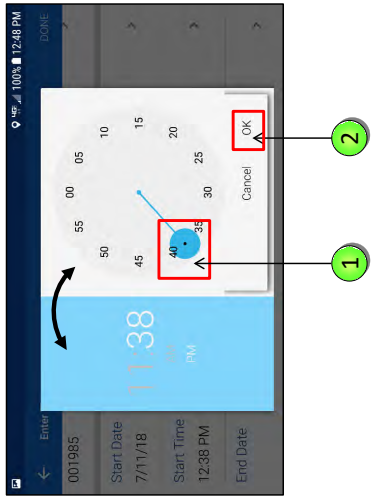 100% 12:48 PM
Enter
DONE
001985
Start Date
7/11/18
Start Time
12:38 PM
End Date
:38
PM
00
05
10
15
20
25
30
35
40
45
50
55
Cancel
OK
1
2